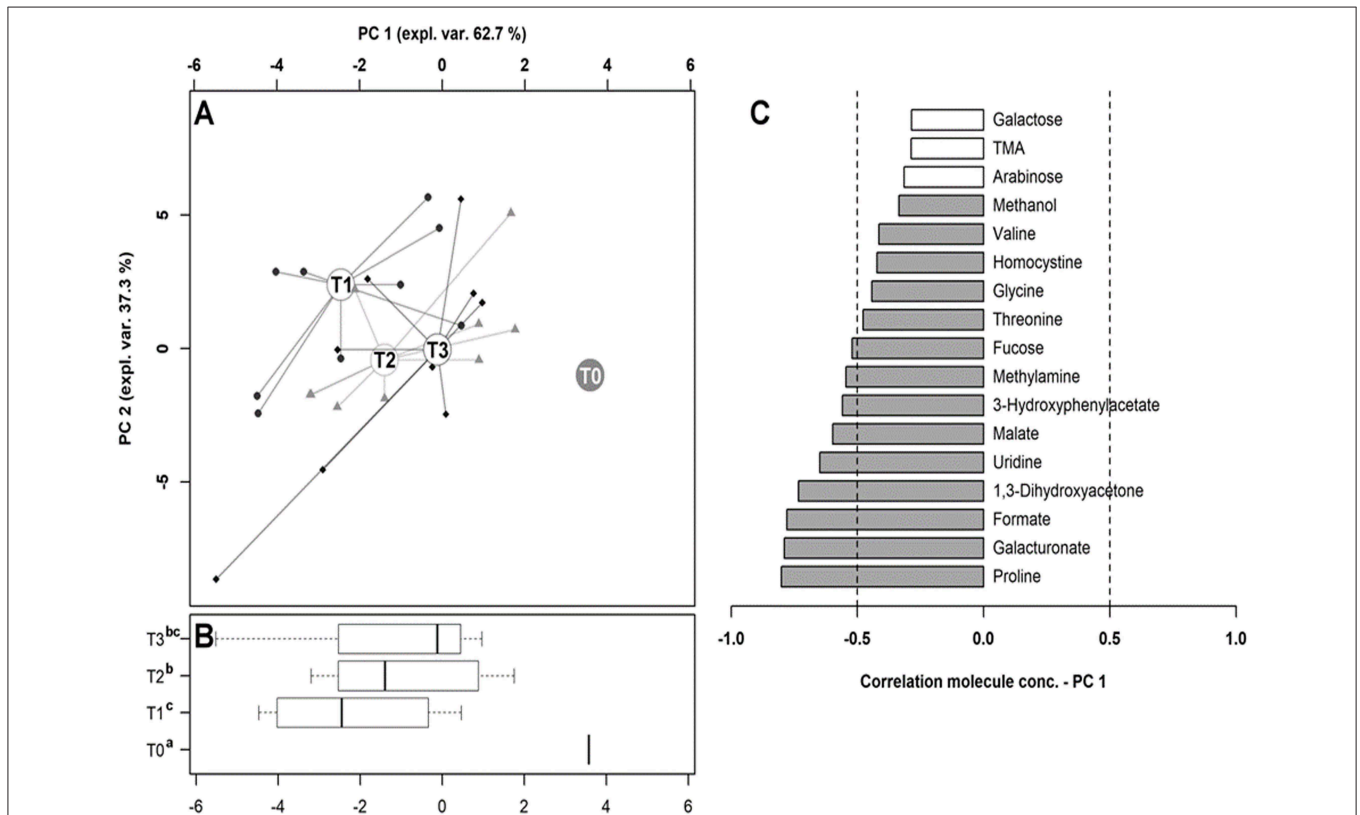 PC 1 (expl. var. 62.7 %)
-6 -4 -2 0 2 4 6
A
PC 2 (expl. var. 37.3 %)
5
0
-5
T1
T2
T3
T0
B
T3bc
T2b
T1c
T0a
-6 -4 -2 0 2 4 6
C
Galactose
TMA
Arabinose
Methanol
Valine
Homocystine
Glycine
Threonine
Fucose
Methylamine
3-Hydroxyphenylacetate
Malate
Uridine
1,3-Dihydroxyacetone
Formate
Galacturonate
Proline
-1.0 -0.5 0.0 0.5 1.0
Correlation molecule conc. - PC 1